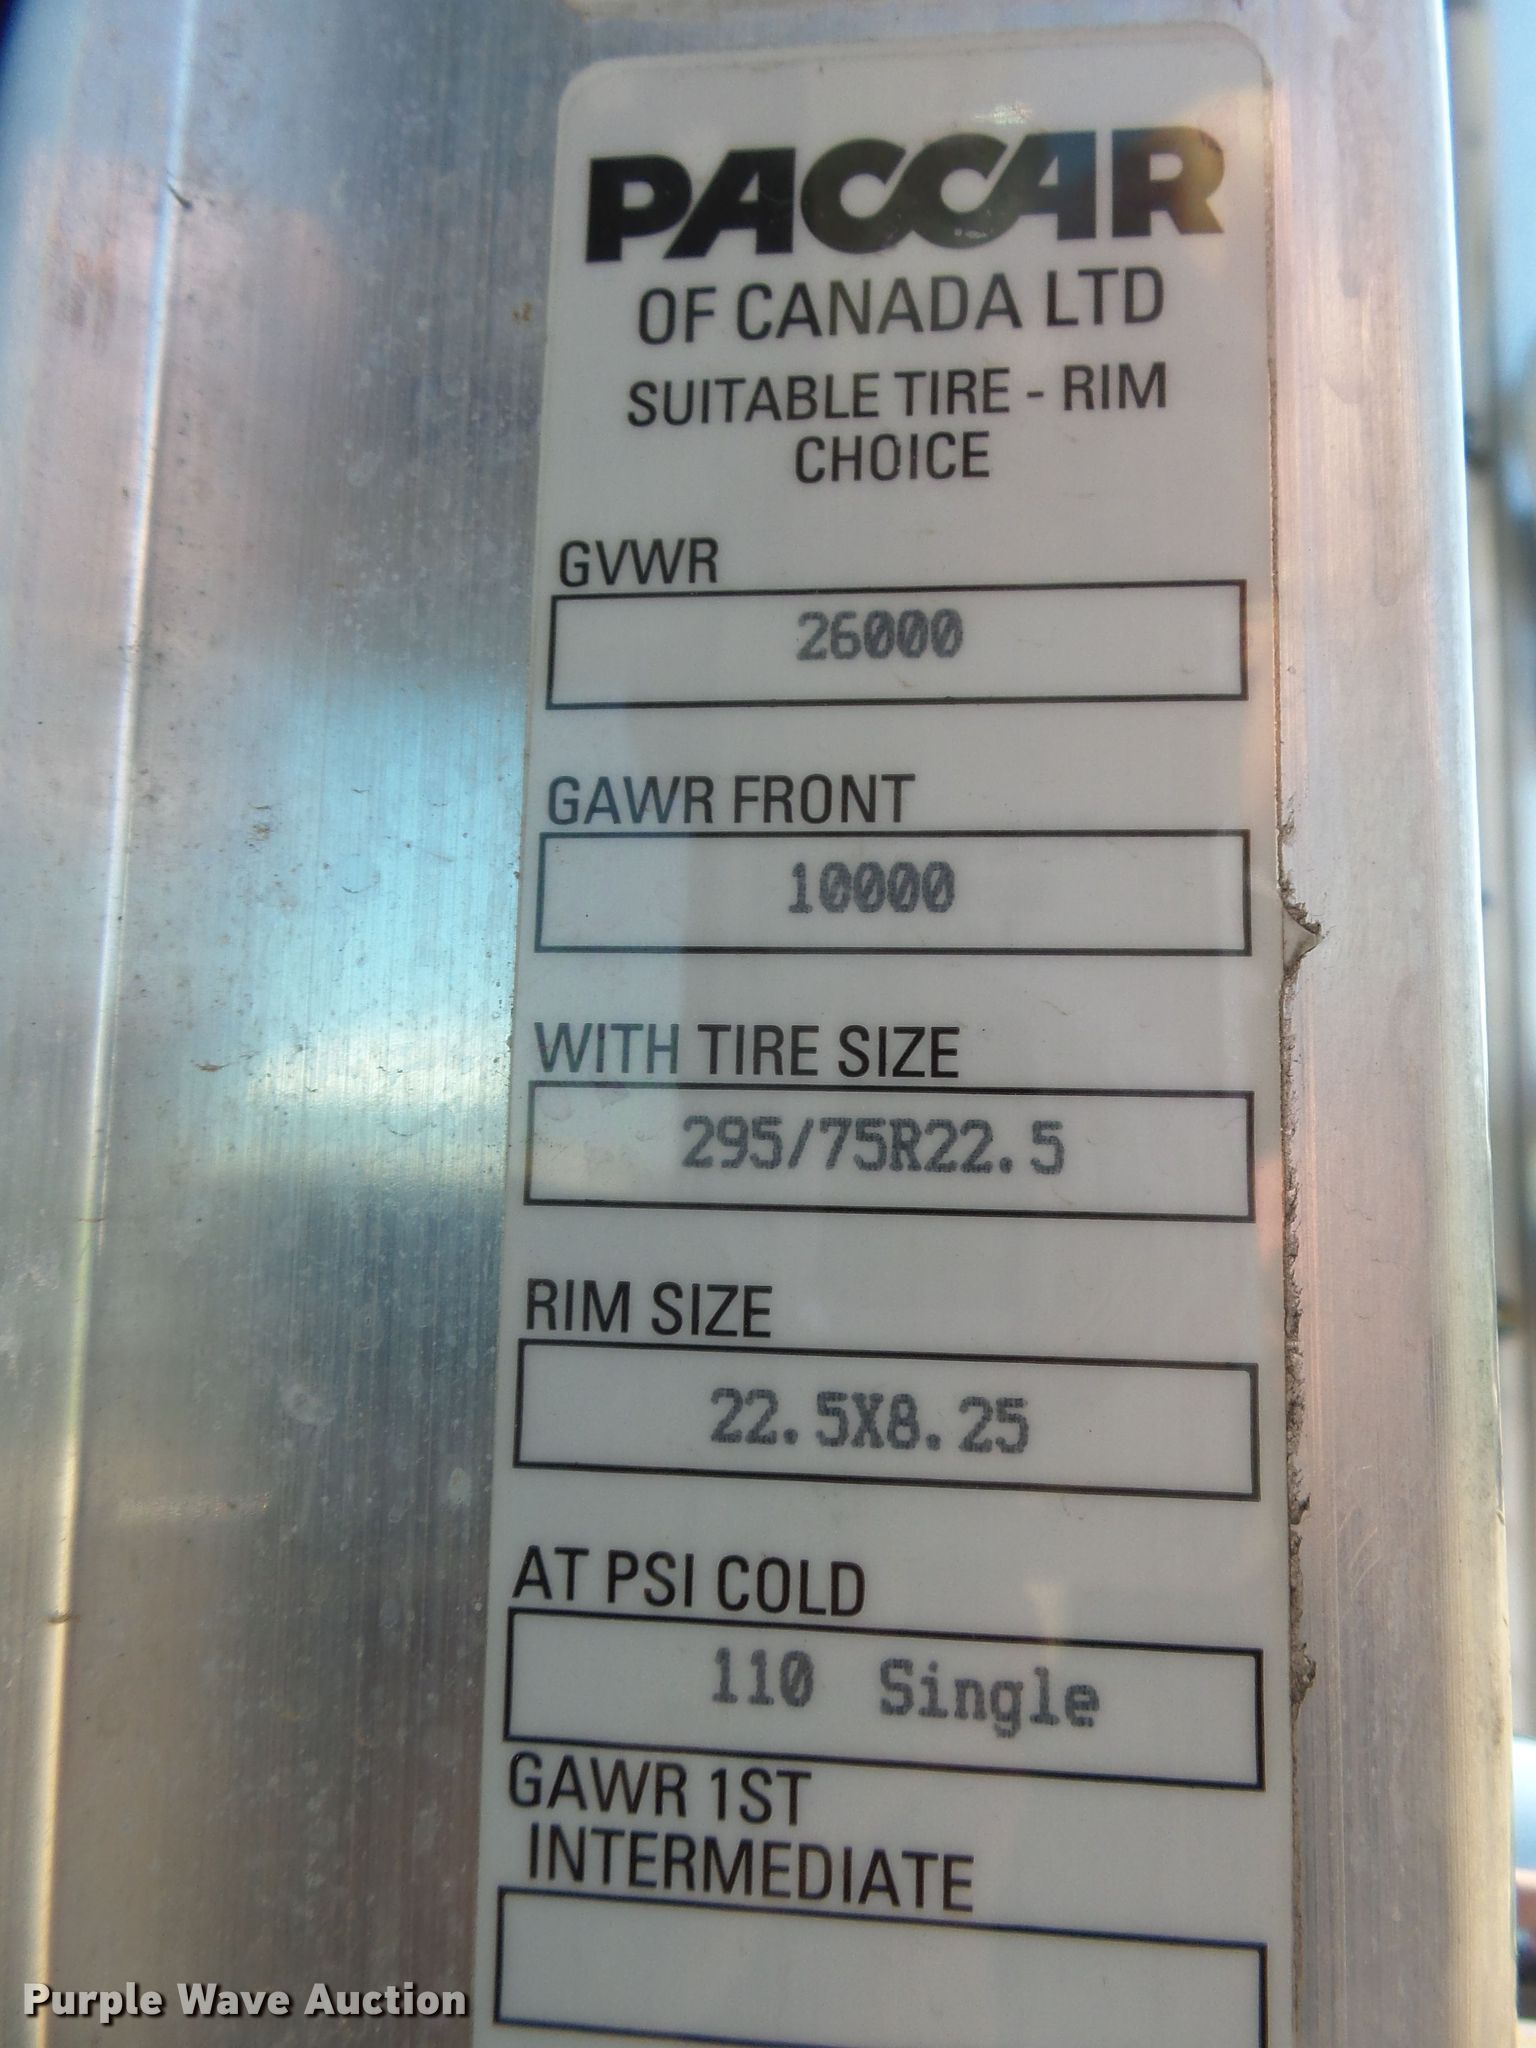 PACCAR
OF CANADA LTD
SUITABLE TIRE - RIM
CHOICE
GVWR
26000
GAWR FRONT
10000
WITH TIRE SIZE
295/75R22.5
RIM SIZE
22.5X8.25
AT PSI COLD
110 Single
GAWR 1ST
INTERMEDIATE
Purple Wave Auction